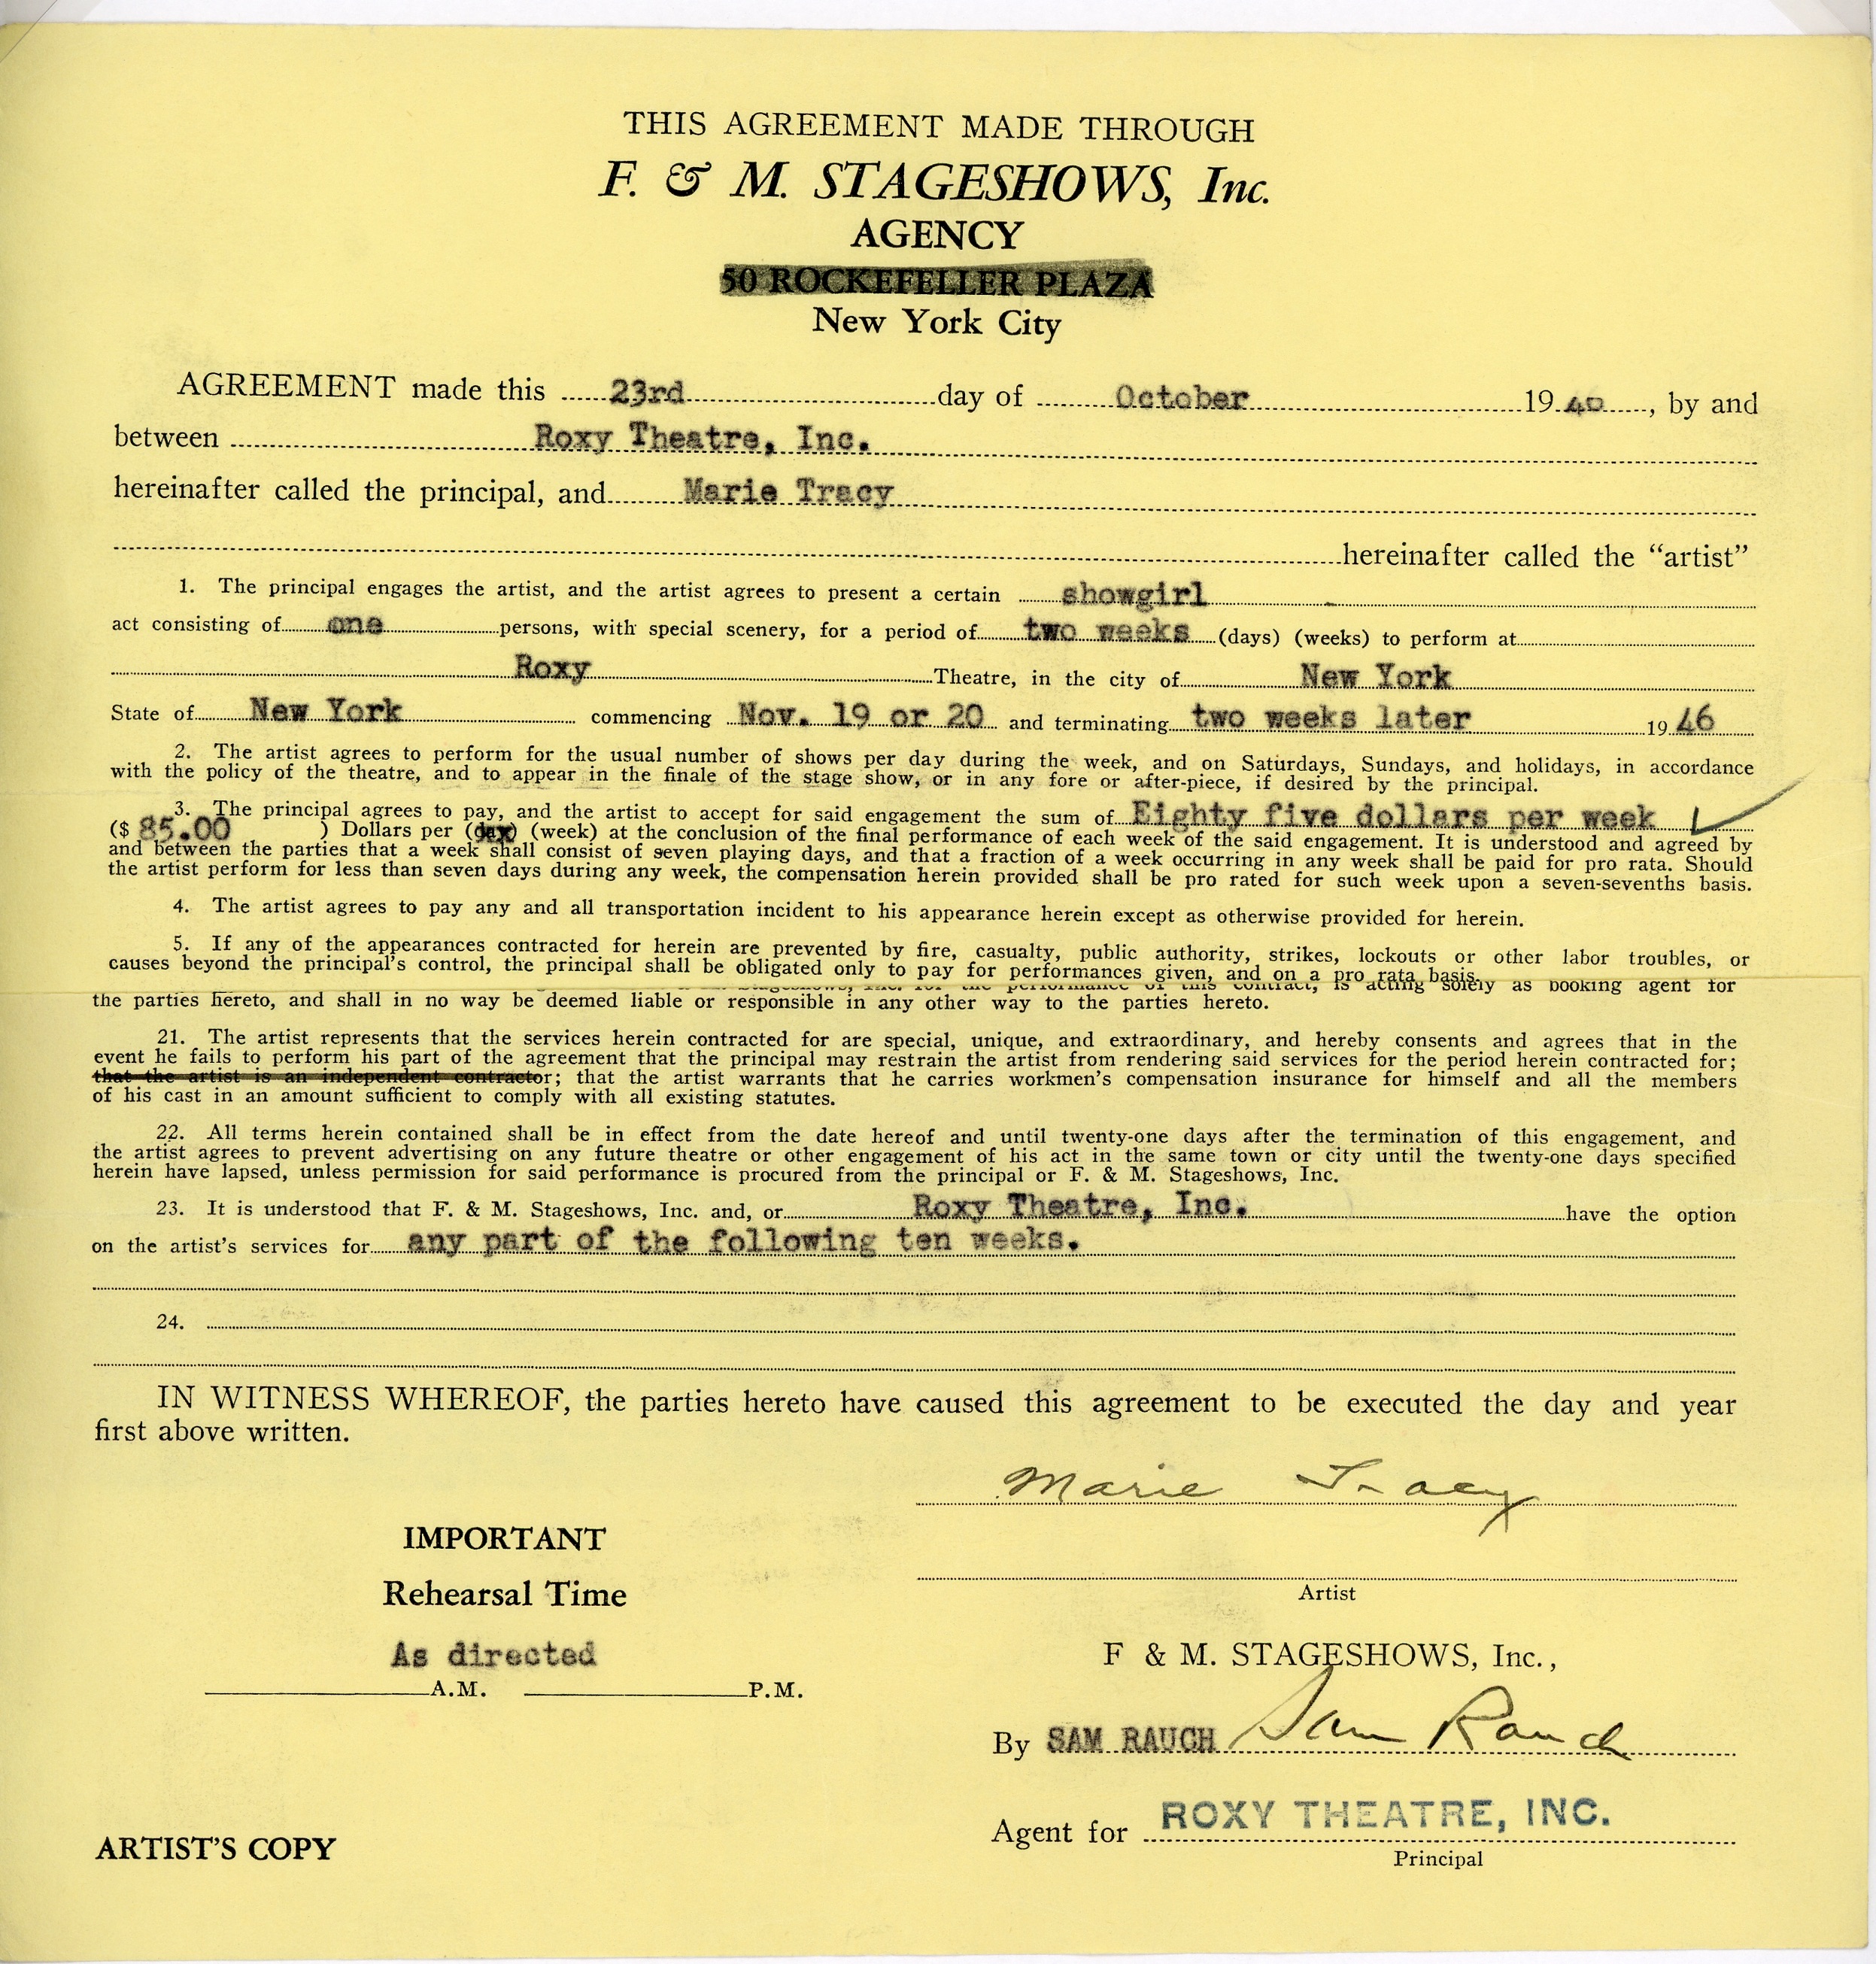 THIS AGREEMENT MADE THROUGH
F. & M. STAGESHOWS, Inc.
AGENCY
50 ROCKEFELLER PLAZA
New York City
AGREEMENT made this 23rd day of October 19 , by and
between Roxy Theatre, Inc.
hereinafter called the principal, and Marie Tracy
hereinafter called the “artist”
1. The principal engages the artist, and the artist agrees to present a certain showgirl
act consisting of one persons, with special scenery, for a period of two weeks (days) (weeks) to perform at
Roxy Theatre, in the city of New York
State of New York commencing Nov. 19 or 20 and terminating two weeks later 19 46
2. The artist agrees to perform for the usual number of shows per day during the week, and on Saturdays, Sundays, and holidays, in accordance
with the policy of the theatre, and to appear in the finale of the stage show, or in any fore or after-piece, if desired by the principal.
3. The principal agrees to pay, and the artist to accept for said engagement the sum of Eighty five dollars per week
($ 85.00 ) Dollars per (day) (week) at the conclusion of the final performance of each week of the said engagement. It is understood and agreed by
and between the parties that a week shall consist of seven playing days, and that a fraction of a week occurring in any week shall be paid for pro rata. Should
the artist perform for less than seven days during any week, the compensation herein provided shall be pro rated for such week upon a seven-sevenths basis.
4. The artist agrees to pay any and all transportation incident to his appearance herein except as otherwise provided for herein.
5. If any of the appearances contracted for herein are prevented by fire, casualty, public authority, strikes, lockouts or other labor troubles, or
causes beyond the principal's control, the principal shall be obligated only to pay for performances given, and on a pro rata basis.
Stageshows, Inc. for the performance of this contract, is acting solely as booking agent for
the parties hereto, and shall in no way be deemed liable or responsible in any other way to the parties hereto.
21. The artist represents that the services herein contracted for are special, unique, and extraordinary, and hereby consents and agrees that in the
event he fails to perform his part of the agreement that the principal may restrain the artist from rendering said services for the period herein contracted for;
that the artist is an independent contractor; that the artist warrants that he carries workmen's compensation insurance for himself and all the members
of his cast in an amount sufficient to comply with all existing statutes.
22. All terms herein contained shall be in effect from the date hereof and until twenty-one days after the termination of this engagement, and
the artist agrees to prevent advertising on any future theatre or other engagement of his act in the same town or city until the twenty-one days specified
herein have lapsed, unless permission for said performance is procured from the principal or F. & M. Stageshows, Inc.
23. It is understood that F. & M. Stageshows, Inc. and, or Roxy Theatre, Inc. have the option
on the artist's services for any part of the following ten weeks.
24.
IN WITNESS WHEREOF, the parties hereto have caused this agreement to be executed the day and year
first above written.
Marie Tracy
IMPORTANT
Rehearsal Time
Artist
As directed
A.M. P.M.
F & M. STAGESHOWS, Inc.,
By SAM RAUCH Sam Rauch
Agent for ROXY THEATRE, INC.
Principal
ARTIST'S COPY